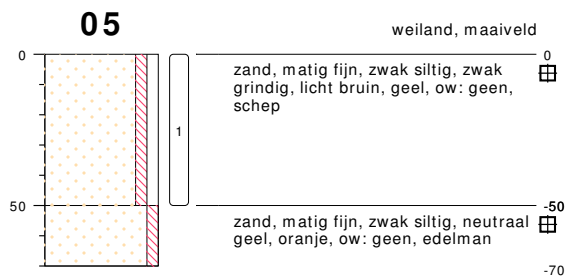 05
weiland, maaiveld
0
0
zand, matig fijn, zwak siltig, zwak
grindig, licht bruin, geel, ow: geen,
schep
1
50
-50
zand, matig fijn, zwak siltig, neutraal
geel, oranje, ow: geen, edelman
-70